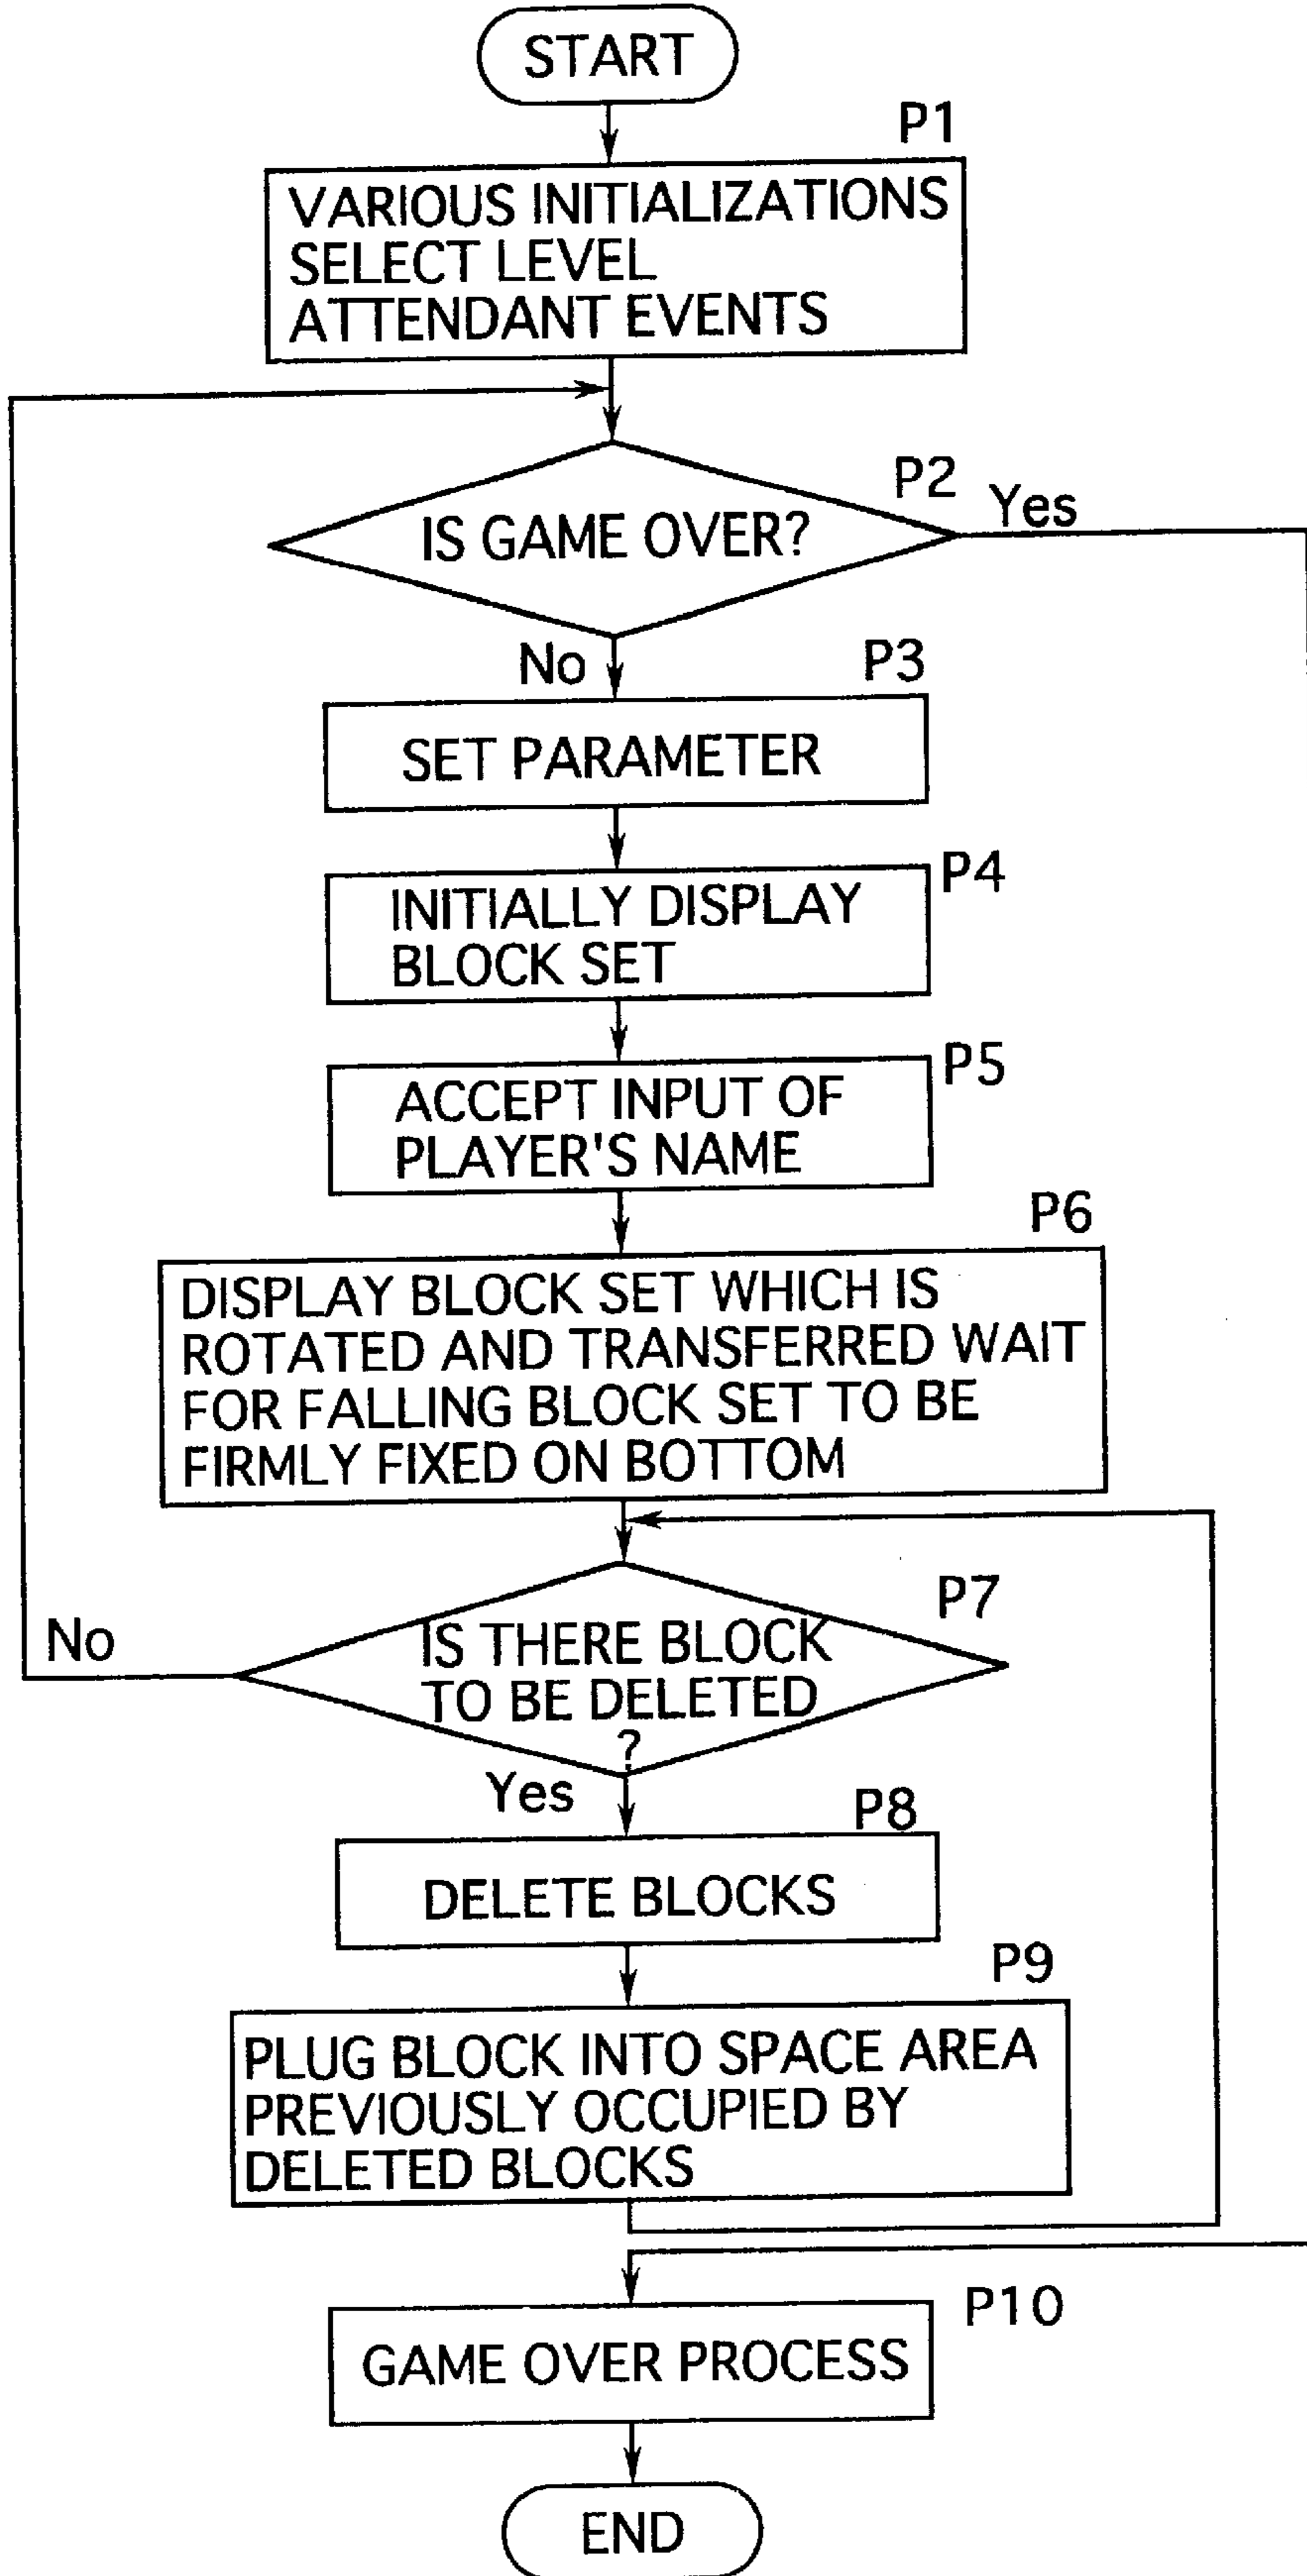 START
P1
VARIOUS INITIALIZATIONS
SELECT LEVEL
ATTENDANT EVENTS
P2
Yes
IS GAME OVER?
No
P3
SET PARAMETER
P4
INITIALLY DISPLAY
BLOCK SET
P5
ACCEPT INPUT OF
PLAYER'S NAME
P6
DISPLAY BLOCK SET WHICH IS
ROTATED AND TRANSFERRED WAIT
FOR FALLING BLOCK SET TO BE
FIRMLY FIXED ON BOTTOM
P7
No
IS THERE BLOCK
TO BE DELETED
?
Yes
P8
DELETE BLOCKS
P9
PLUG BLOCK INTO SPACE AREA
PREVIOUSLY OCCUPIED BY
DELETED BLOCKS
P10
GAME OVER PROCESS
END